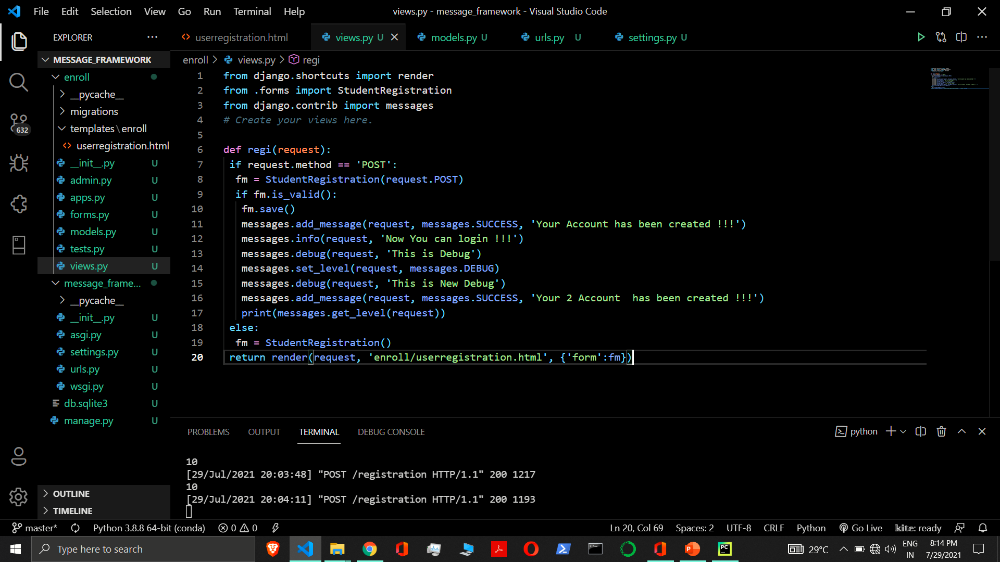 File Edit Selection View Go Run Terminal Help
views.py - message_framework - Visual Studio Code
EXPLORER ...
userregistration.html
views.py U
models.py U
urls.py U
settings.py U
MESSAGE_FRAMEWORK
enroll
__pycache__
migrations
templates\enroll
userregistration.html
__init__.py U
admin.py U
apps.py U
forms.py U
models.py U
tests.py U
views.py U
message_frame...
__pycache__
__init__.py U
asgi.py U
settings.py U
urls.py U
wsgi.py U
db.sqlite3 U
manage.py U
OUTLINE
TIMELINE
632
enroll > views.py > regi
1 from django.shortcuts import render
2 from .forms import StudentRegistration
3 from django.contrib import messages
4 # Create your views here.
5
6 def regi(request):
7 if request.method == 'POST':
8 fm = StudentRegistration(request.POST)
9 if fm.is_valid():
10 fm.save()
11 messages.add_message(request, messages.SUCCESS, 'Your Account has been created !!!')
12 messages.info(request, 'Now You can login !!!')
13 messages.debug(request, 'This is Debug')
14 messages.set_level(request, messages.DEBUG)
15 messages.debug(request, 'This is New Debug')
16 messages.add_message(request, messages.SUCCESS, 'Your 2 Account  has been created !!!')
17 print(messages.get_level(request))
18 else:
19 fm = StudentRegistration()
20 return render(request, 'enroll/userregistration.html', {'form':fm})
PROBLEMS OUTPUT TERMINAL DEBUG CONSOLE
python
10
[29/Jul/2021 20:03:48] "POST /registration HTTP/1.1" 200 1217
10
[29/Jul/2021 20:04:11] "POST /registration HTTP/1.1" 200 1193
master* Python 3.8.8 64-bit (conda) 0 0
Ln 20, Col 69 Spaces: 2 UTF-8 CRLF Python Go Live kite: ready
Type here to search
PC
29°C
ENG
IN
8:14 PM
7/29/2021